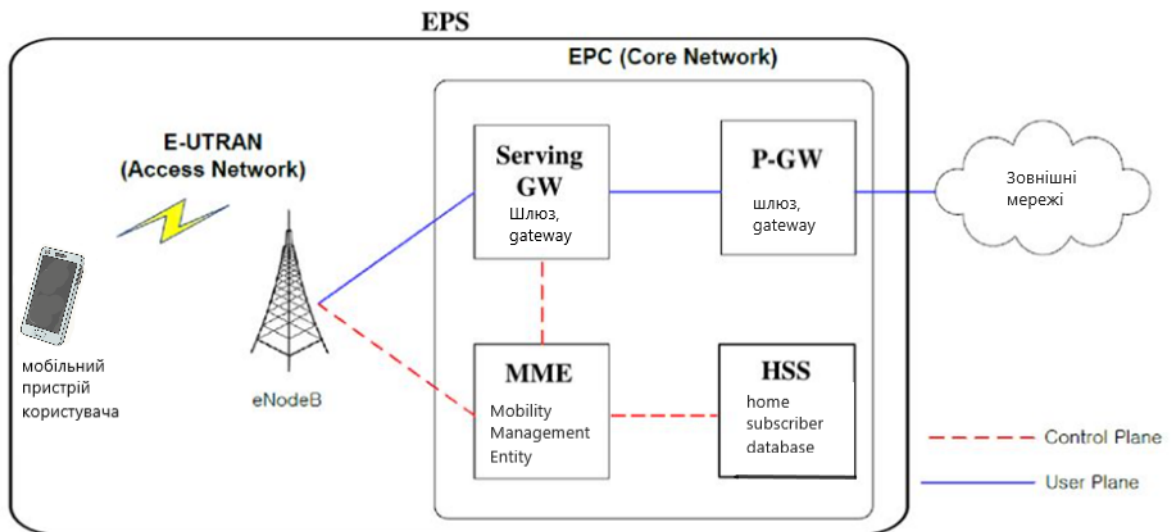 EPS
EPC (Core Network)
E-UTRAN
(Access Network)
Serving
GW
Шлюз,
gateway
P-GW
шлюз,
gateway
Зовнішні
мережі
мобільний
пристрій
користувача
eNodeB
MME
Mobility
Management
Entity
HSS
home
subscriber
database
Control Plane
User Plane